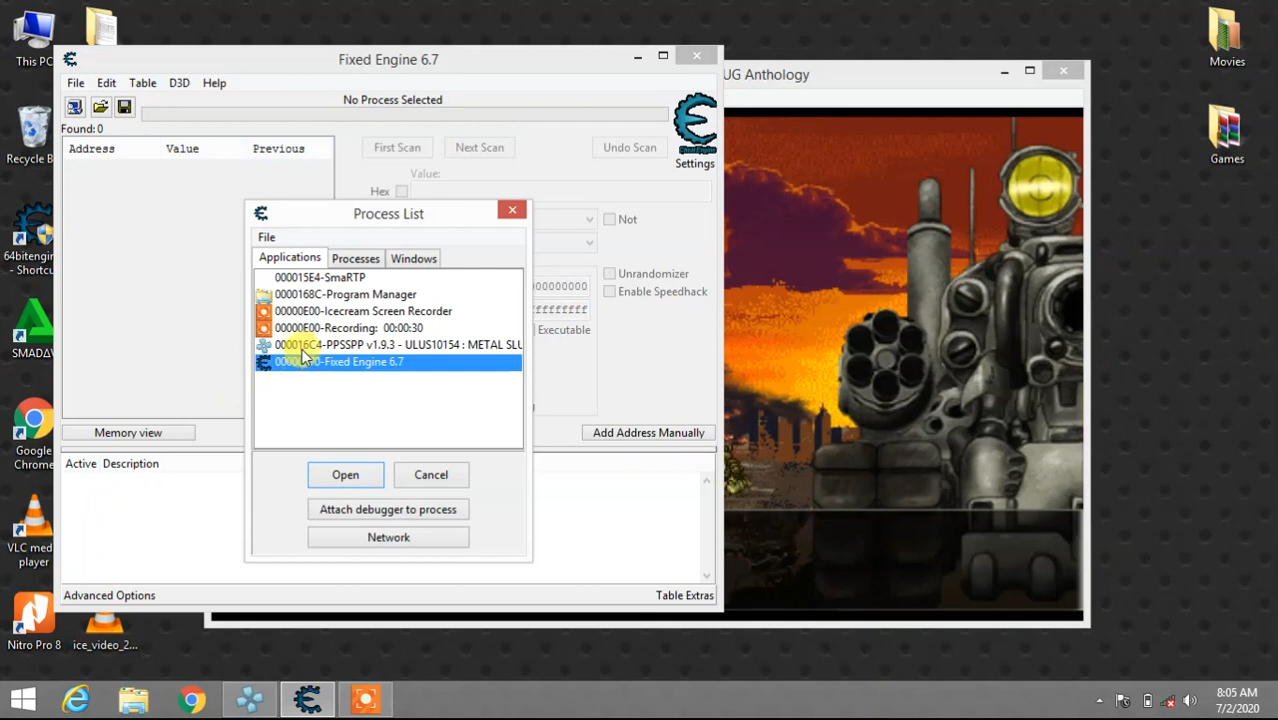 This PC
Recycle B
64bitengin
e - Shortcu
SMADΛV
Google
Chrome
VLC med
player
Nitro Pro 8
ice_video_2...
Movies
Games
Fixed Engine 6.7
File Edit Table D3D Help
No Process Selected
Found: 0
Address Value Previous
First Scan Next Scan Undo Scan
Settings
Value:
Hex
Not
Unrandomizer
Enable Speedhack
Memory view
Add Address Manually
Active Description
Advanced Options
Table Extras
UG Anthology
Process List
File
Applications Processes Windows
000015E4-SmaRTP
0000168C-Program Manager
00000E00-Icecream Screen Recorder
00000E00-Recording: 00:00:30
000016C4-PPSSPP v1.9.3 - ULUS10154 : METAL SLU
-Fixed Engine 6.7
Open Cancel
Attach debugger to process
Network
8:05 AM
7/2/2020